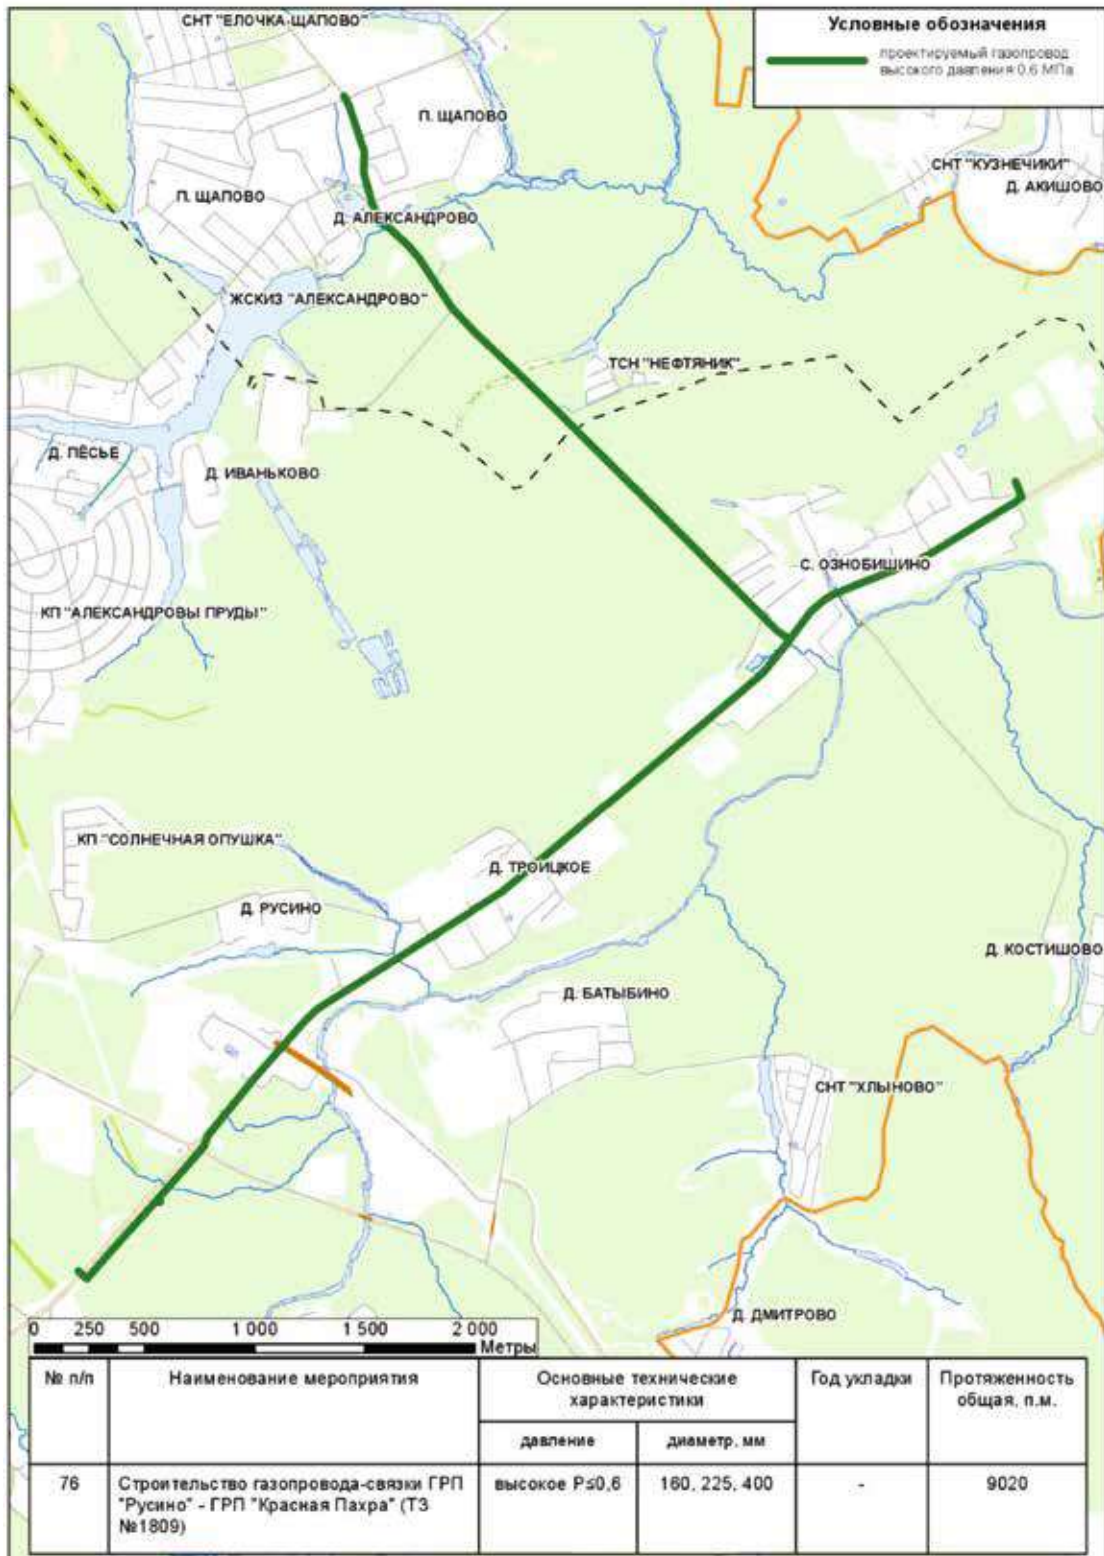 СНТ "ЕЛОЧКА-ЩАПОВО"
Условные обозначения
проектируемый газопровод
высокого давления 0,6 МПа
П. ЩАПОВО
СНТ "КУЗНЕЧИКИ"
Д. АКИШОВО
П. ЩАПОВО
Д. АЛЕКСАНДРОВО
ЖСКИЗ "АЛЕКСАНДРОВО"
ТСН "НЕФТЯНИК"
Д. ПЁСЬЕ
Д. ИВАНЬКОВО
С. ОЗНОБИШИНО
КП "АЛЕКСАНДРОВЫ ПРУДЫ"
КП "СОЛНЕЧНАЯ ОПУШКА"
Д. ТРОИЦКОЕ
Д. РУСИНО
Д. КОСТИШОВО
Д. БАТЫБИНО
СНТ "ХЛЫНОВО"
Д. ДМИТРОВО
0 250 500 1 000 1 500 2 000
Метры
№ п/п Наименование мероприятия Основные технические характеристики Год укладки Протяженность общая, п.м.
давление диаметр, мм
76 Строительство газопровода-связки ГРП высокое P≤0,6 160, 225, 400 - 9020
"Русино" - ГРП "Красная Пахра" (ТЗ
№1809)